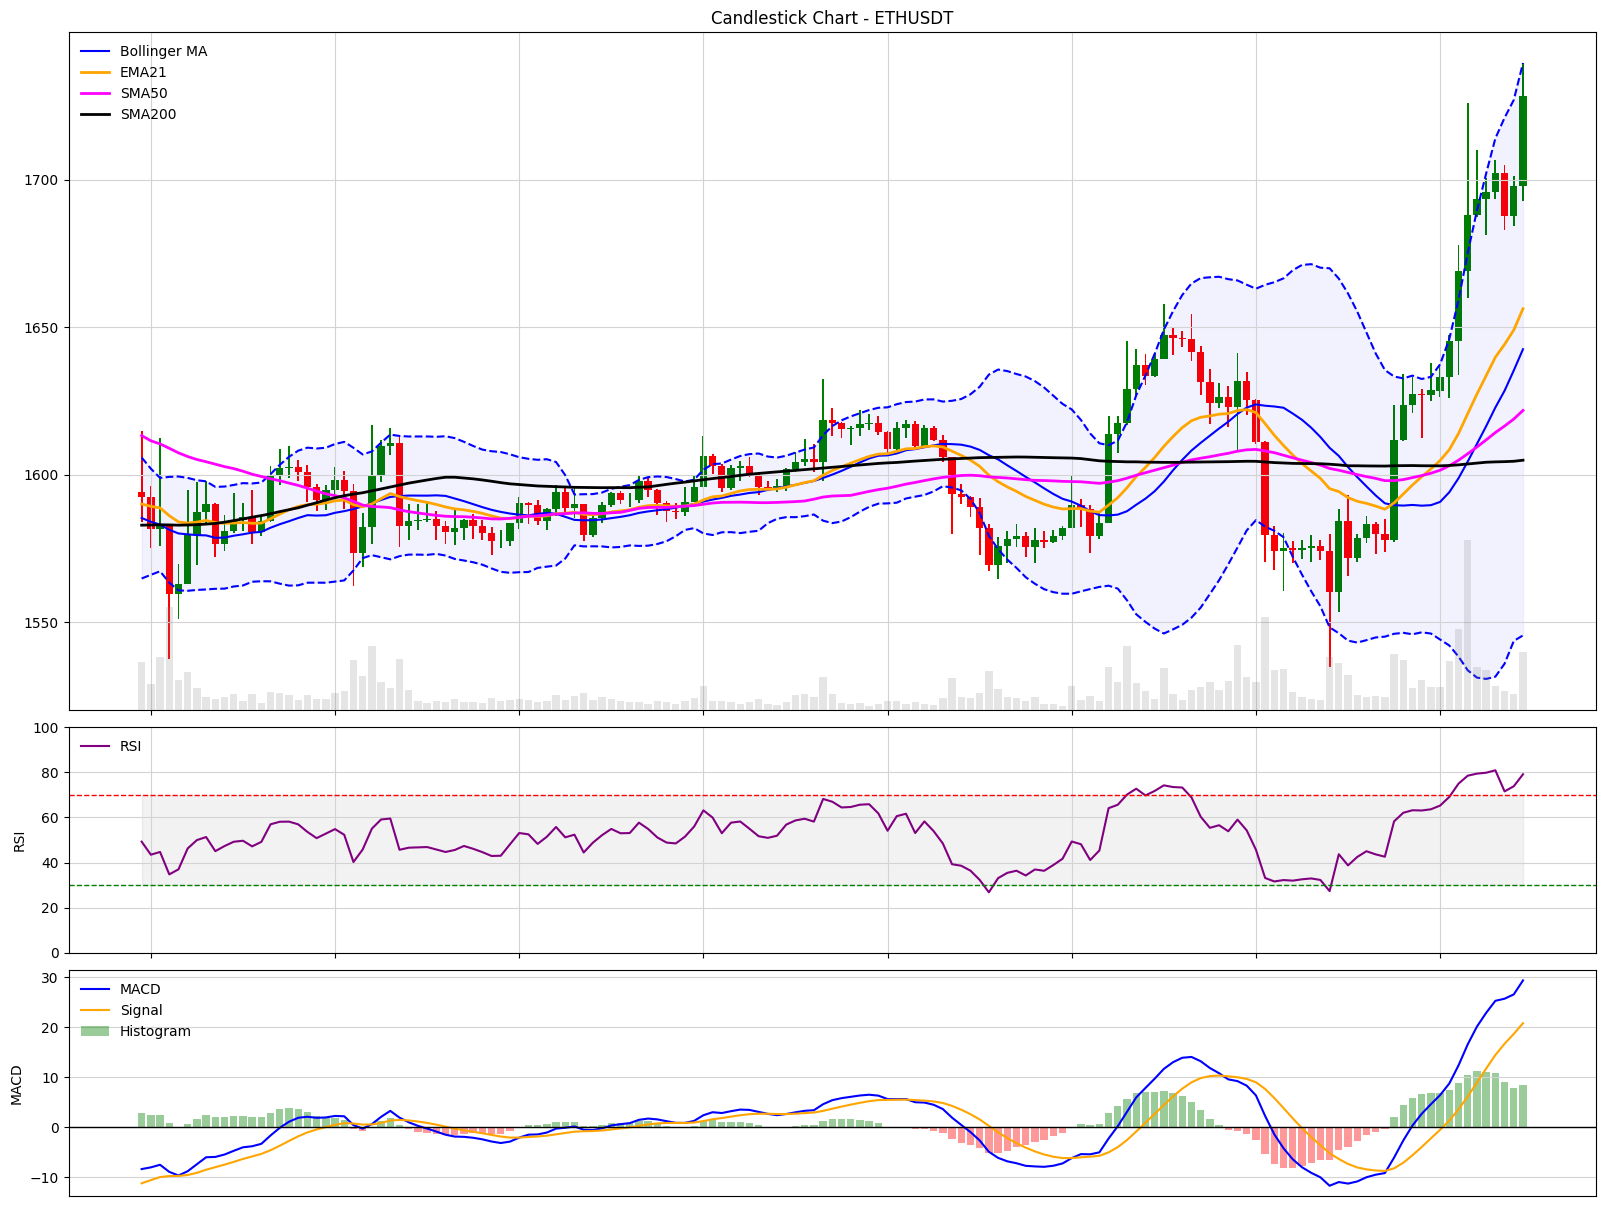 Candlestick Chart - ETHUSDT
Bollinger MA
EMA21
SMA50
SMA200
1700
1650
1600
1550
RSI
100
80
60
40
20
0
RSI
MACD
Signal
Histogram
30
20
10
0
−10
MACD